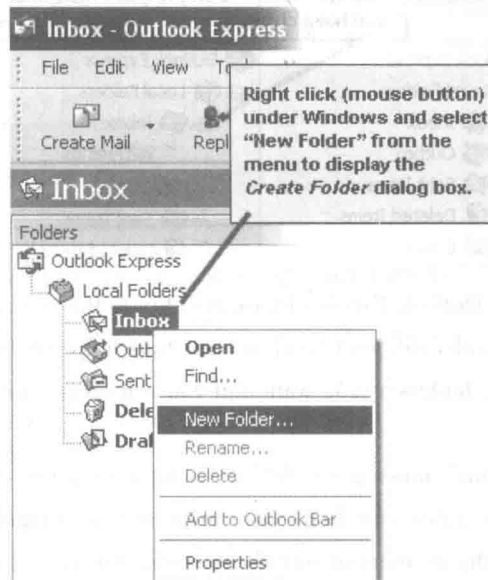 Inbox - Outlook Express
File Edit View
Create Mail
Right click (mouse button)
under Windows and select
“New Folder” from the
menu to display the
Create Folder dialog box.
Inbox
Folders
Outlook Express
Local Folders
Inbox
Sent
Open
Find...
New Folder...
Rename...
Delete
Add to Outlook Bar
Properties